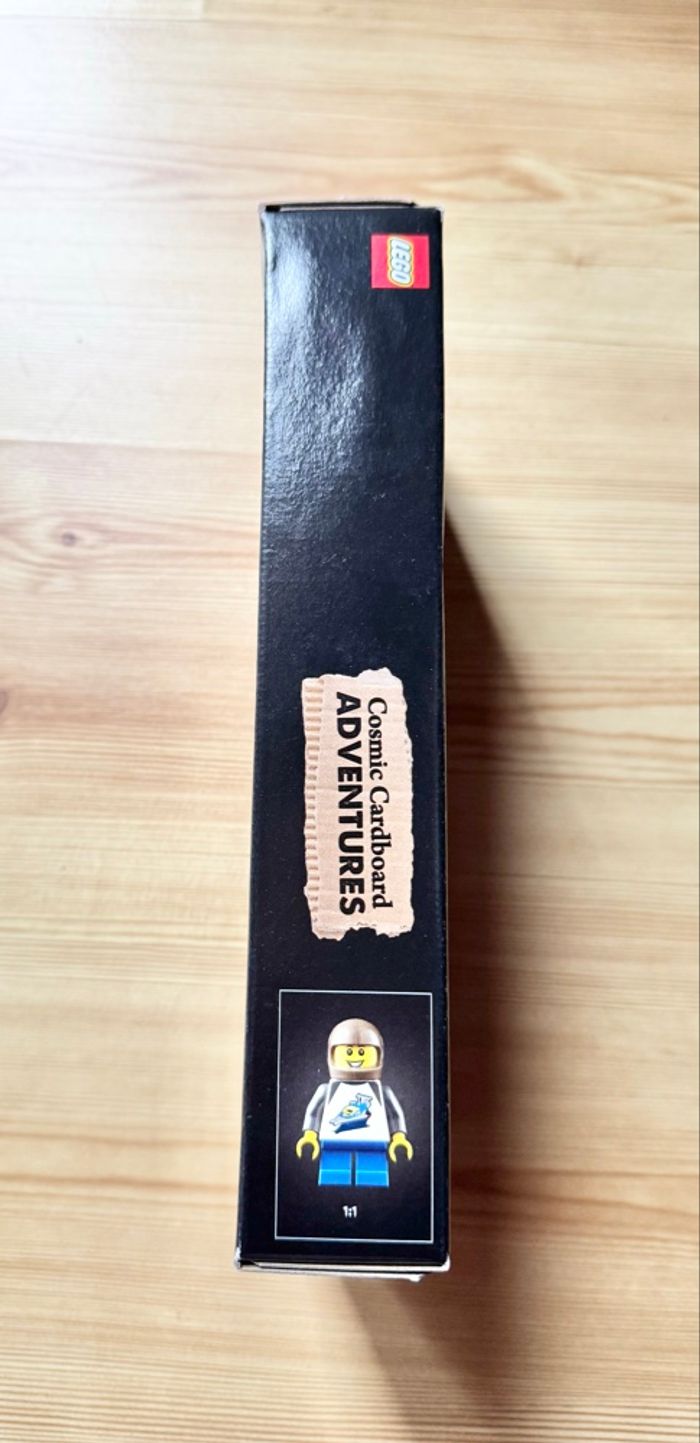 LEGO
Cosmic Cardboard
ADVENTURES
1:1